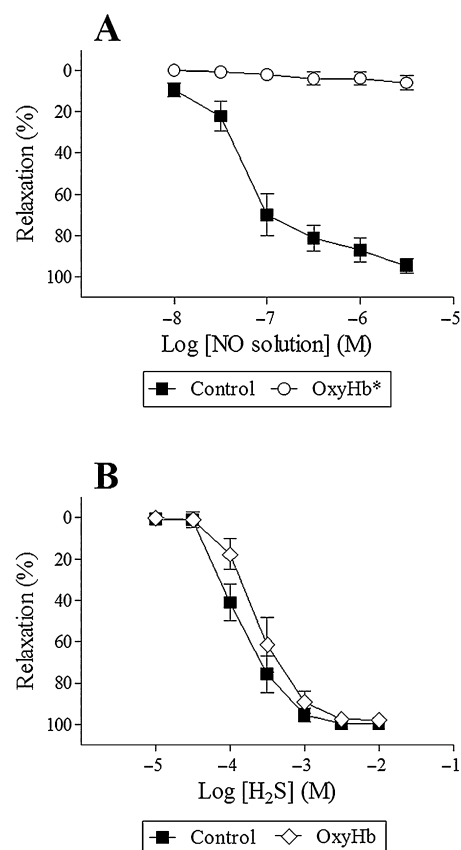 A
0
20
40
60
80
100
Relaxation (%)
–8 –7 –6 –5
Log [NO solution] (M)
Control OxyHb*
B
0
20
40
60
80
100
Relaxation (%)
–5 –4 –3 –2 –1
Log [H₂S] (M)
Control OxyHb